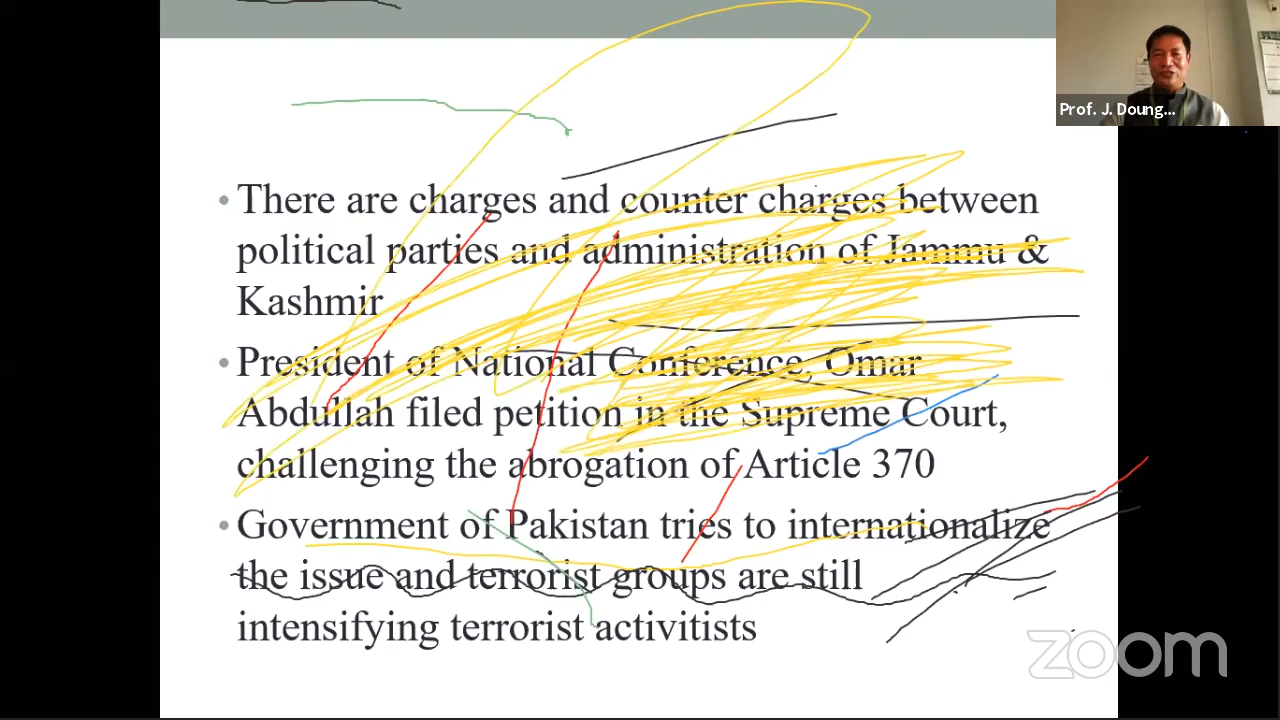 Prof. J. Doung...
• There are charges and counter charges between
political parties and administration of Jammu &
Kashmir
• President of National Conference, Omar
Abdullah filed petition in the Supreme Court,
challenging the abrogation of Article 370
• Government of Pakistan tries to internationalize
the issue and terrorist groups are still
intensifying terrorist activitists
zoom